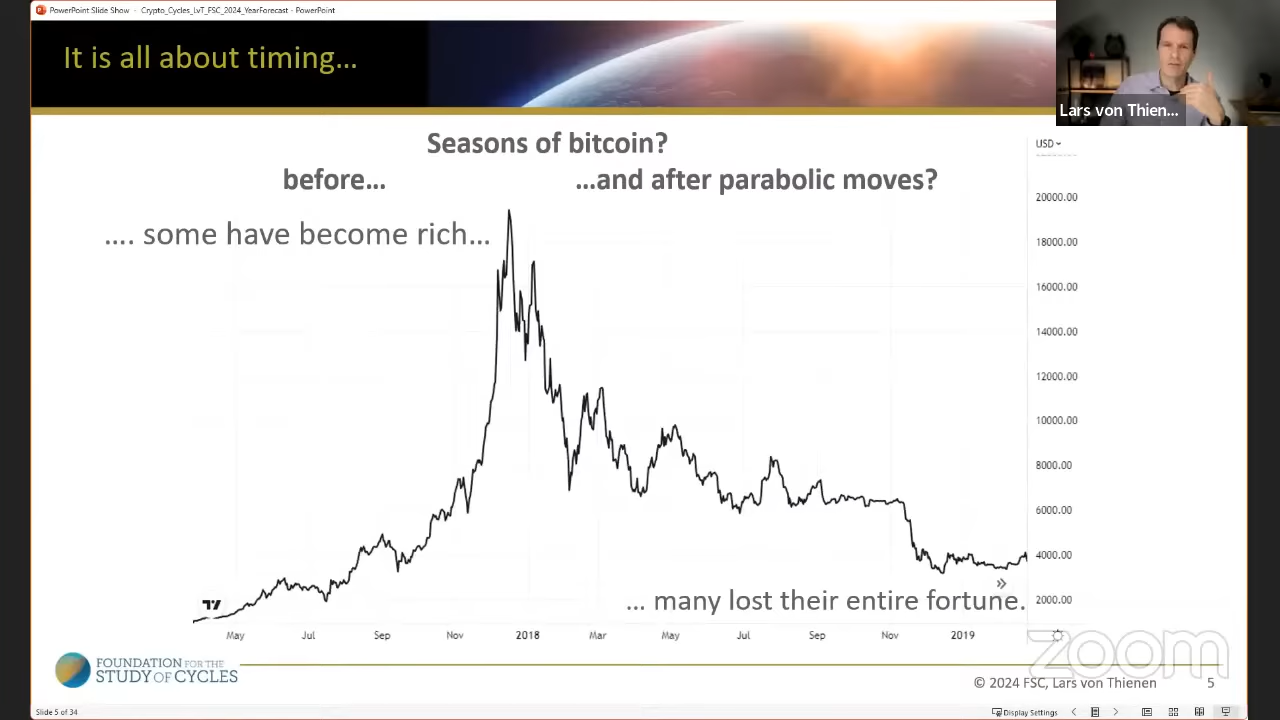 PowerPoint Slide Show - Crypto_Cycles_LvT_FSC_2024_YearForecast - PowerPoint
It is all about timing…
Lars von Thien...
Seasons of bitcoin?
before… …and after parabolic moves?
…. some have become rich…
USD
20000.00
18000.00
16000.00
14000.00
12000.00
10000.00
8000.00
6000.00
4000.00
2000.00
… many lost their entire fortune.
May Jul Sep Nov 2018 Mar May Jul Sep Nov 2019
zoom
FOUNDATION FOR THE
STUDY OF CYCLES
© 2024 FSC, Lars von Thienen 5
Slide 5 of 34
Display Settings